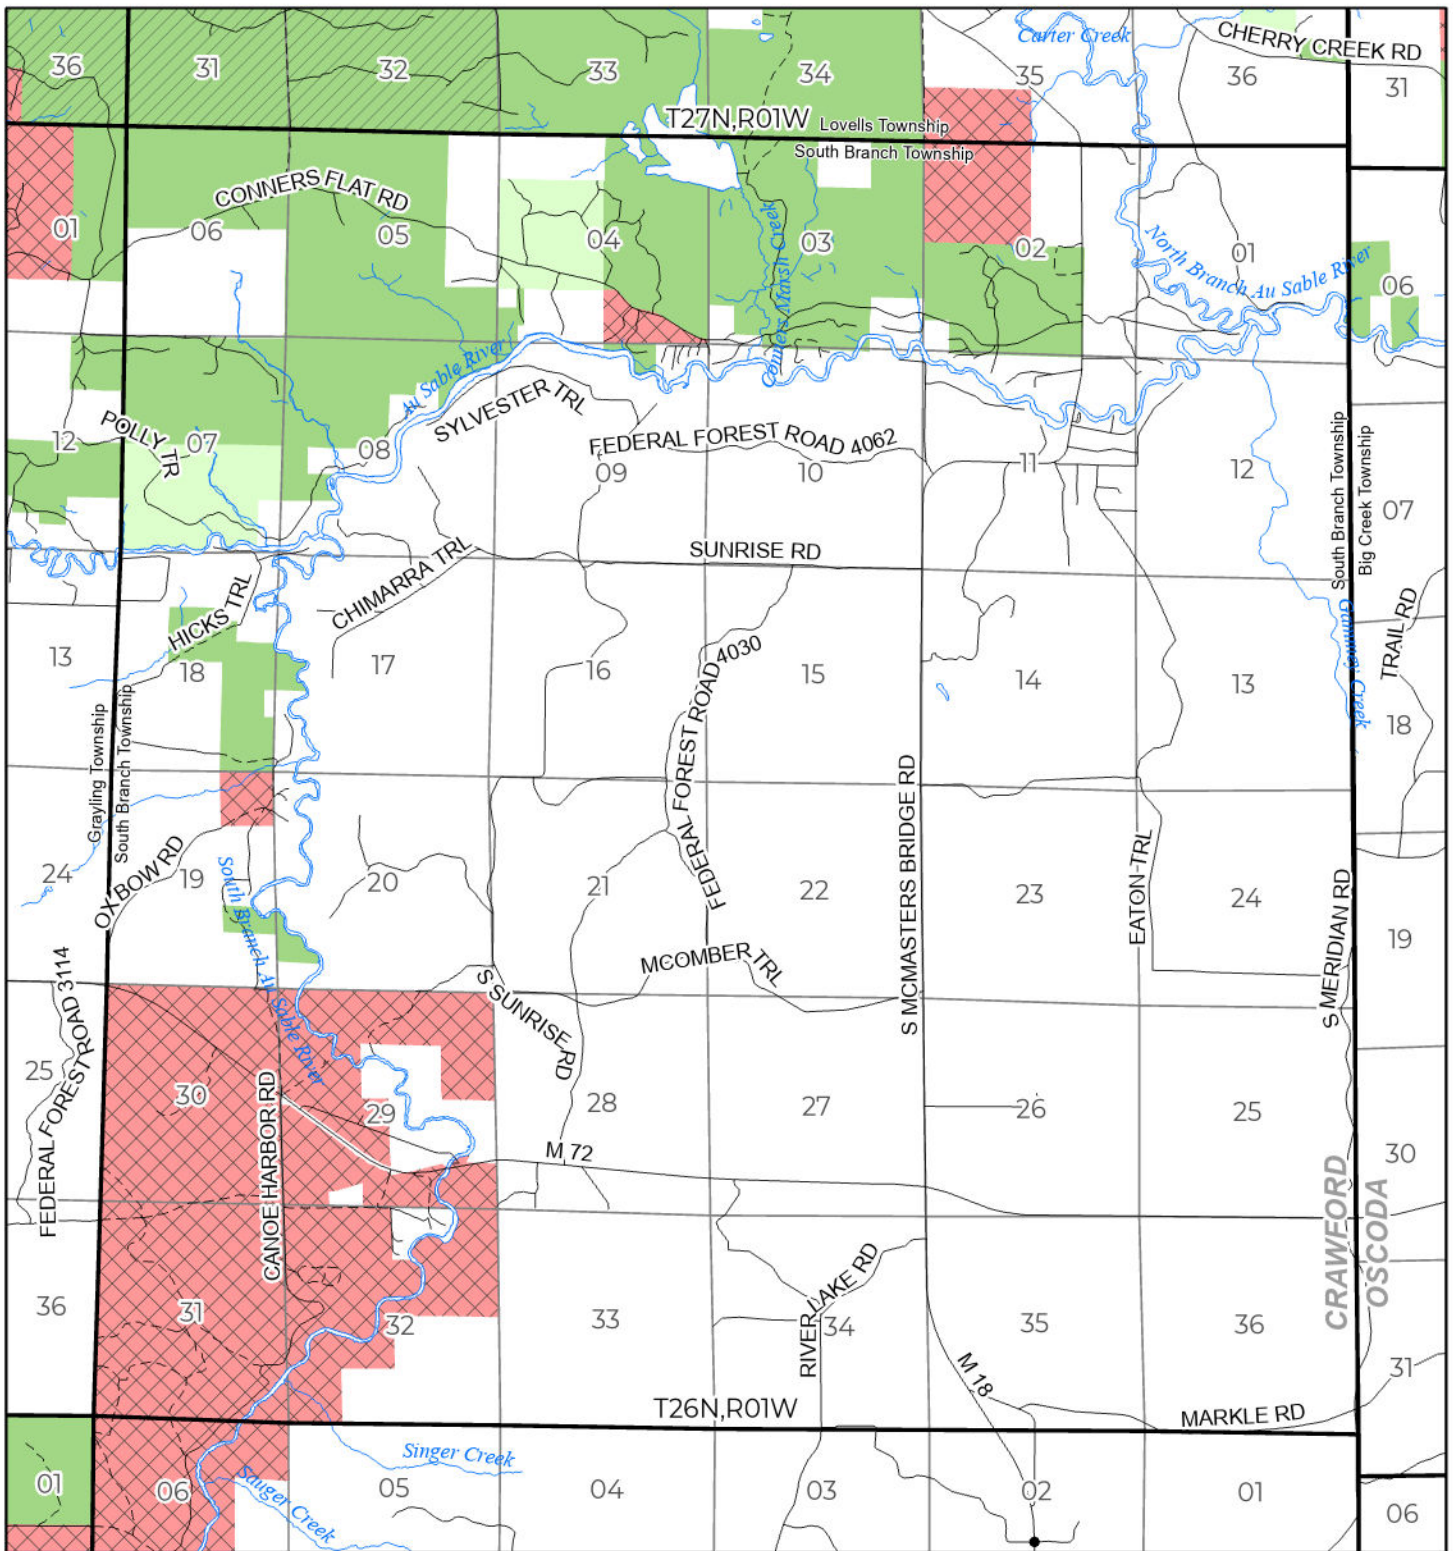 Carter Creek
CHERRY CREEK RD
36
31
32
33
34
35
36
31
T27N,R01W
Lovells Township
South Branch Township
CONNERS FLAT RD
01
06
05
04
03
02
01
06
Conners Marsh Creek
North Branch Au Sable River
Au Sable River
SYLVESTER TRL
POLLY TR
FEDERAL FOREST ROAD 4062
12
07
08
09
10
11
12
07
South Branch Township
Big Creek Township
SUNRISE RD
CHIMARRA TRL
HICKS TRL
Gammey Creek
TRAIL RD
13
18
17
16
15
14
13
18
FEDERAL FOREST ROAD 4030
Grayling Township
South Branch Township
S MCMASTERS BRIDGE RD
EATON TRL
OXBOW RD
24
19
20
21
22
23
24
19
FEDERAL
South Branch Au Sable River
MCOMBER TRL
S SUNRISE RD
S MERIDIAN RD
FEDERAL FOREST ROAD 3114
25
30
29
28
27
26
25
30
CANOE HARBOR RD
M 72
CRAWFORD
OSCODA
RIVER LAKE RD
36
31
32
33
34
35
36
31
M 18
T26N,R01W
MARKLE RD
Singer Creek
Sauger Creek
01
06
05
04
03
02
01
06